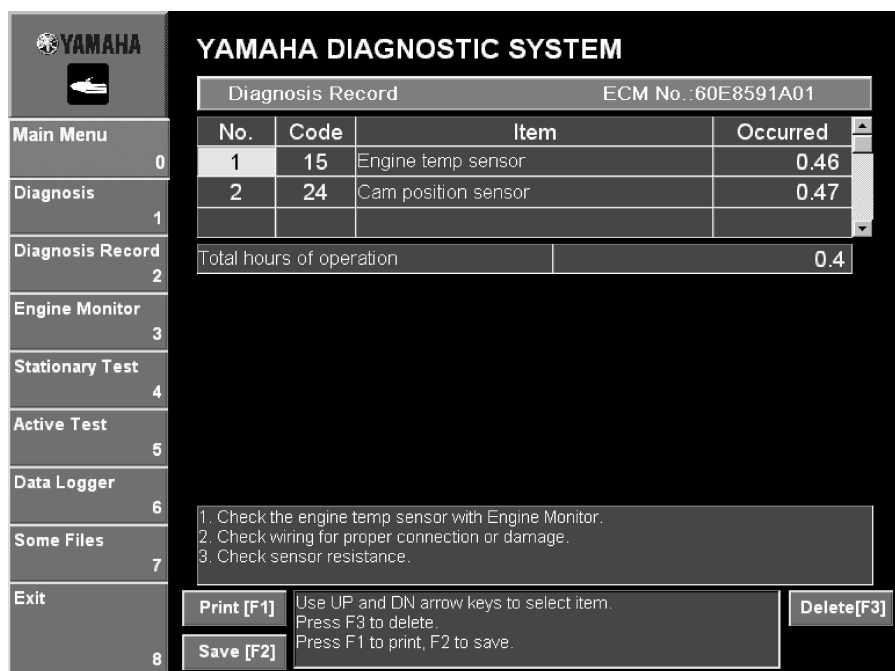 YAMAHA
YAMAHA DIAGNOSTIC SYSTEM
Diagnosis Record ECM No.:60E8591A01
Main Menu
0
Diagnosis
1
Diagnosis Record
2
Engine Monitor
3
Stationary Test
4
Active Test
5
Data Logger
6
Some Files
7
Exit
8
No. Code Item Occurred
1 15 Engine temp sensor 0.46
2 24 Cam position sensor 0.47
Total hours of operation 0.4
1. Check the engine temp sensor with Engine Monitor.
2. Check wiring for proper connection or damage.
3. Check sensor resistance.
Print [F1]
Save [F2]
Use UP and DN arrow keys to select item.
Press F3 to delete.
Press F1 to print, F2 to save.
Delete[F3]